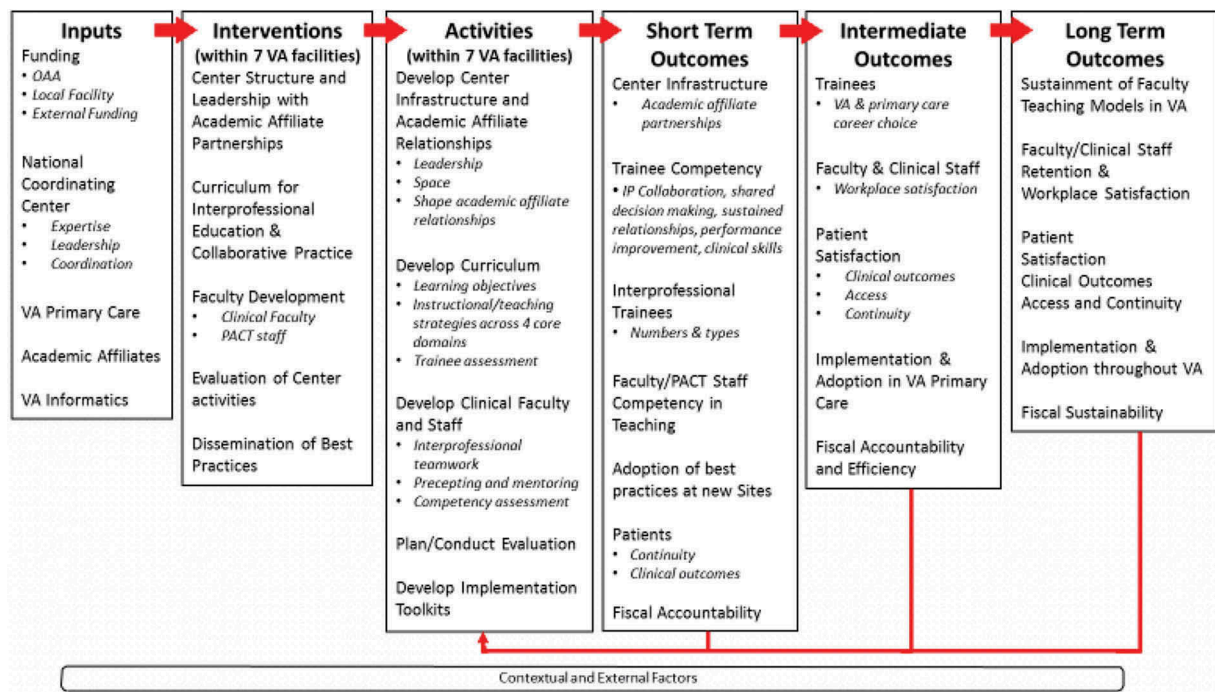 Inputs
Funding
• OAA
• Local Facility
• External Funding
National
Coordinating
Center
• Expertise
• Leadership
• Coordination
VA Primary Care
Academic Affiliates
VA Informatics
Interventions
(within 7 VA facilities)
Center Structure and
Leadership with
Academic Affiliate
Partnerships
Curriculum for
Interprofessional
Education &
Collaborative Practice
Faculty Development
• Clinical Faculty
• PACT staff
Evaluation of Center
activities
Dissemination of Best
Practices
Activities
(within 7 VA facilities)
Develop Center
Infrastructure and
Academic Affiliate
Relationships
• Leadership
• Space
• Shape academic affiliate
relationships
Develop Curriculum
• Learning objectives
• Instructional/teaching
strategies across 4 core
domains
• Trainee assessment
Develop Clinical Faculty
and Staff
• Interprofessional
teamwork
• Precepting and mentoring
• Competency assessment
Plan/Conduct Evaluation
Develop Implementation
Toolkits
Short Term
Outcomes
Center Infrastructure
• Academic affiliate
partnerships
Trainee Competency
• IP Collaboration, shared
decision making, sustained
relationships, performance
improvement, clinical skills
Interprofessional
Trainees
• Numbers & types
Faculty/PACT Staff
Competency in
Teaching
Adoption of best
practices at new Sites
Patients
• Continuity
• Clinical outcomes
Fiscal Accountability
Intermediate
Outcomes
Trainees
• VA & primary care
career choice
Faculty & Clinical Staff
• Workplace satisfaction
Patient
Satisfaction
• Clinical outcomes
• Access
• Continuity
Implementation &
Adoption in VA Primary
Care
Fiscal Accountability
and Efficiency
Long Term
Outcomes
Sustainment of Faculty
Teaching Models in VA
Faculty/Clinical Staff
Retention &
Workplace Satisfaction
Patient
Satisfaction
Clinical Outcomes
Access and Continuity
Implementation &
Adoption throughout VA
Fiscal Sustainability
Contextual and External Factors